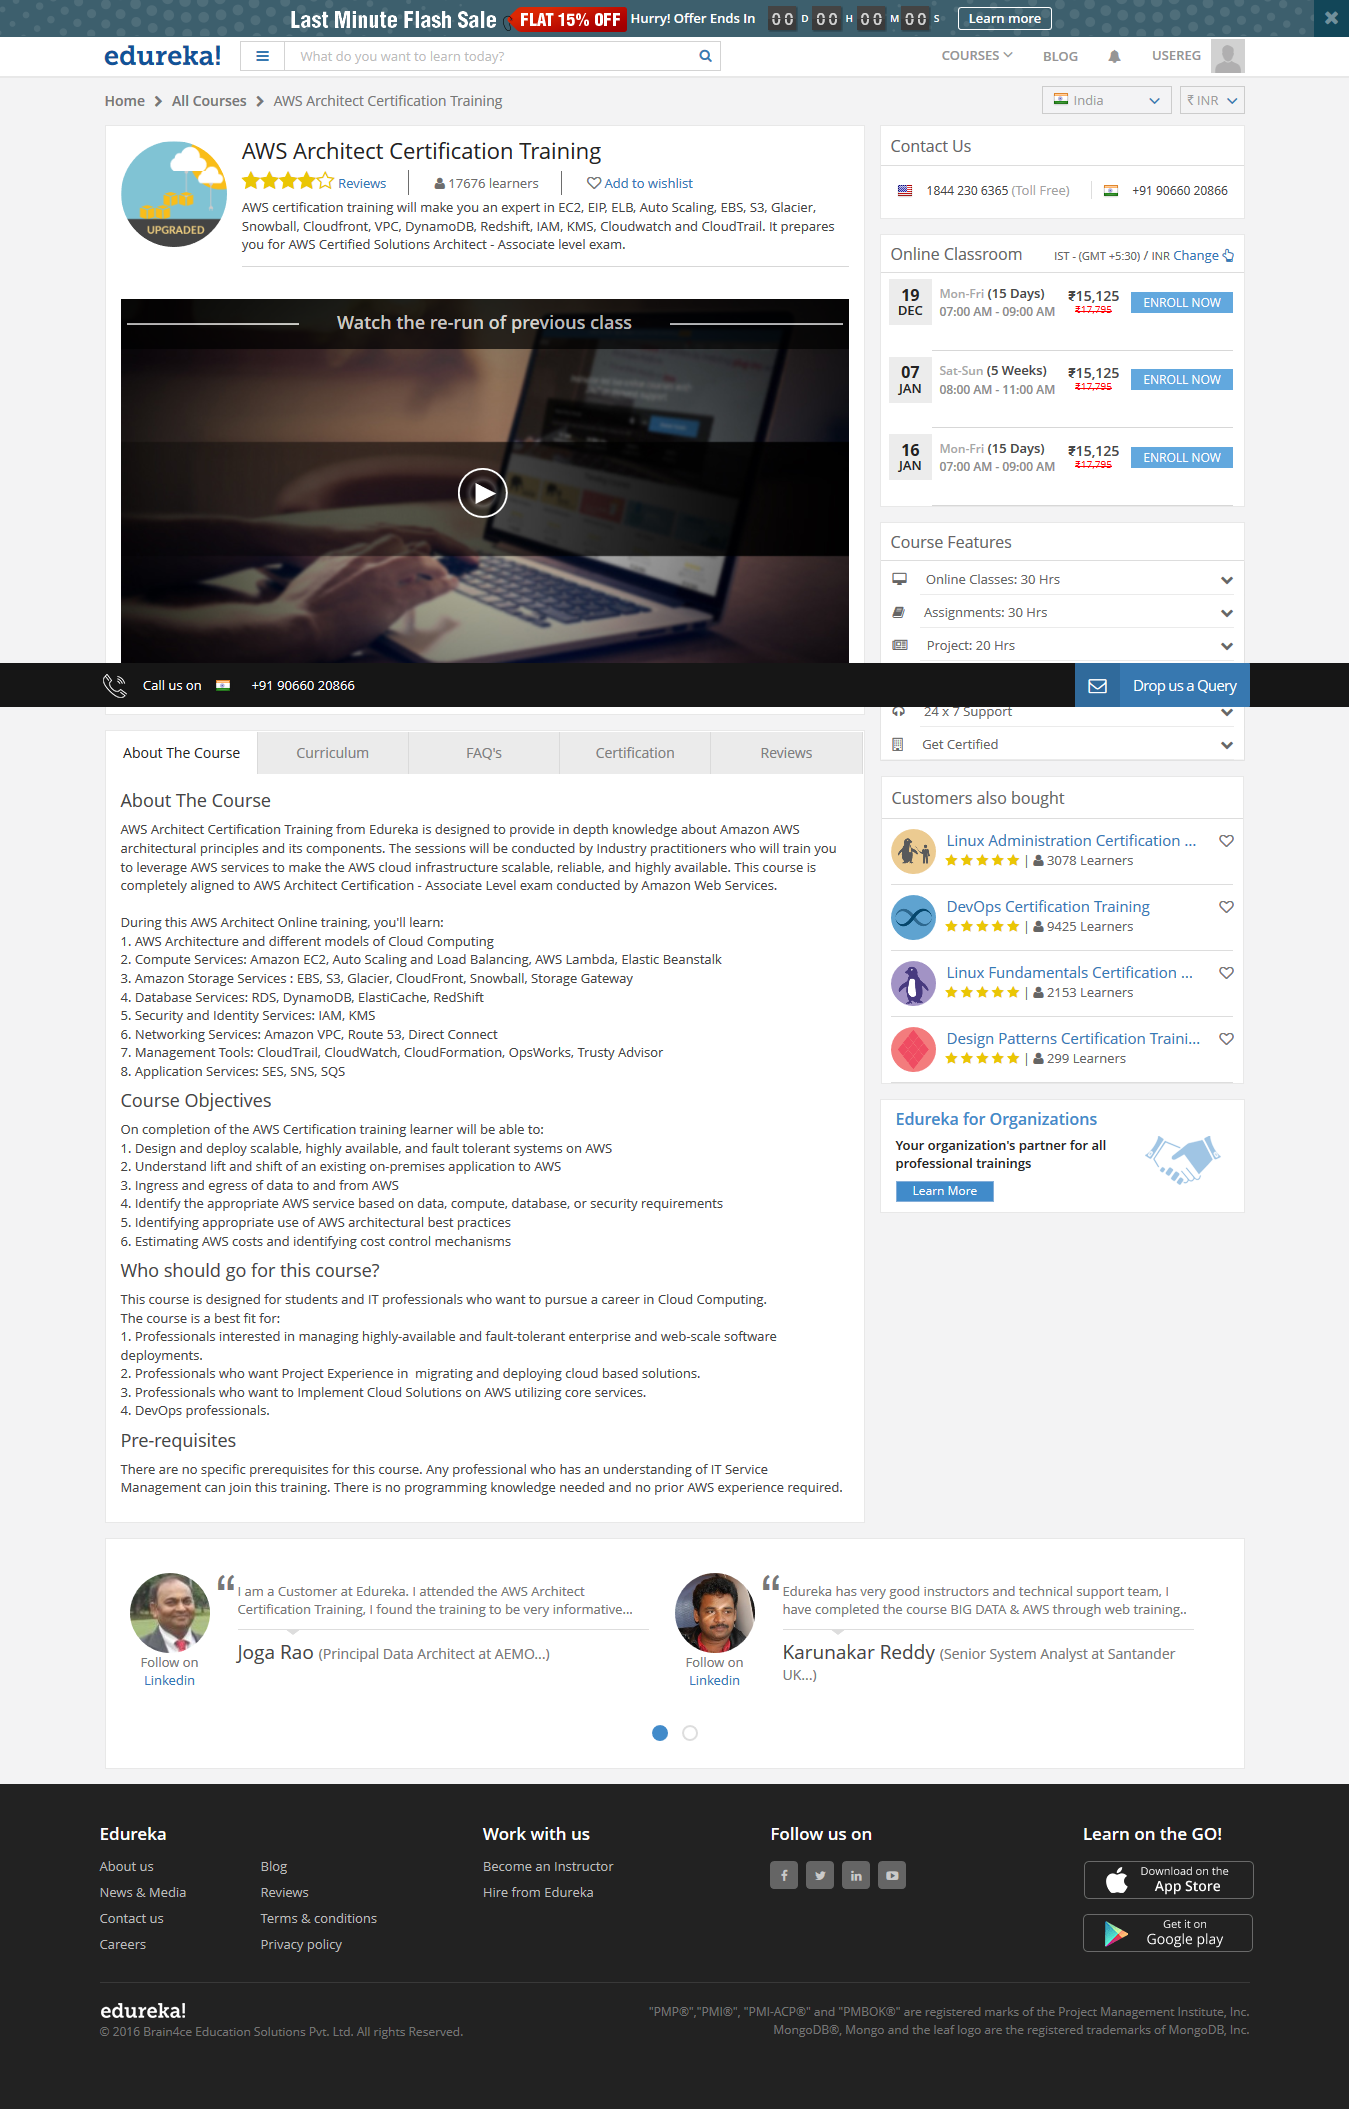 Last Minute Flash Sale FLAT 15% OFF Hurry! Offer Ends In 00 D 00 H 00 M 00 S Learn more
edureka! What do you want to learn today? COURSES BLOG USEREG
Home All Courses AWS Architect Certification Training India ₹ INR
AWS Architect Certification Training
Reviews 17676 learners Add to wishlist
AWS certification training will make you an expert in EC2, EIP, ELB, Auto Scaling, EBS, S3, Glacier,
Snowball, Cloudfront, VPC, DynamoDB, Redshift, IAM, KMS, Cloudwatch and CloudTrail. It prepares
you for AWS Certified Solutions Architect - Associate level exam.
UPGRADED
Watch the re-run of previous class
Contact Us
1844 230 6365 (Toll Free) +91 90660 20866
Online Classroom IST - (GMT +5:30) / INR Change
19 DEC Mon-Fri (15 Days) ₹15,125 ENROLL NOW
07:00 AM - 09:00 AM ₹17,795
07 JAN Sat-Sun (5 Weeks) ₹15,125 ENROLL NOW
08:00 AM - 11:00 AM ₹17,795
16 JAN Mon-Fri (15 Days) ₹15,125 ENROLL NOW
07:00 AM - 09:00 AM ₹17,795
Course Features
Online Classes: 30 Hrs
Assignments: 30 Hrs
Project: 20 Hrs
Call us on +91 90660 20866 Drop us a Query
24 x 7 Support
Get Certified
About The Course Curriculum FAQ's Certification Reviews
About The Course
AWS Architect Certification Training from Edureka is designed to provide in depth knowledge about Amazon AWS
architectural principles and its components. The sessions will be conducted by Industry practitioners who will train you
to leverage AWS services to make the AWS cloud infrastructure scalable, reliable, and highly available. This course is
completely aligned to AWS Architect Certification - Associate Level exam conducted by Amazon Web Services.
During this AWS Architect Online training, you'll learn:
1. AWS Architecture and different models of Cloud Computing
2. Compute Services: Amazon EC2, Auto Scaling and Load Balancing, AWS Lambda, Elastic Beanstalk
3. Amazon Storage Services : EBS, S3, Glacier, CloudFront, Snowball, Storage Gateway
4. Database Services: RDS, DynamoDB, ElastiCache, RedShift
5. Security and Identity Services: IAM, KMS
6. Networking Services: Amazon VPC, Route 53, Direct Connect
7. Management Tools: CloudTrail, CloudWatch, CloudFormation, OpsWorks, Trusty Advisor
8. Application Services: SES, SNS, SQS
Course Objectives
On completion of the AWS Certification training learner will be able to:
1. Design and deploy scalable, highly available, and fault tolerant systems on AWS
2. Understand lift and shift of an existing on-premises application to AWS
3. Ingress and egress of data to and from AWS
4. Identify the appropriate AWS service based on data, compute, database, or security requirements
5. Identifying appropriate use of AWS architectural best practices
6. Estimating AWS costs and identifying cost control mechanisms
Who should go for this course?
This course is designed for students and IT professionals who want to pursue a career in Cloud Computing.
The course is a best fit for:
1. Professionals interested in managing highly-available and fault-tolerant enterprise and web-scale software
deployments.
2. Professionals who want Project Experience in migrating and deploying cloud based solutions.
3. Professionals who want to Implement Cloud Solutions on AWS utilizing core services.
4. DevOps professionals.
Pre-requisites
There are no specific prerequisites for this course. Any professional who has an understanding of IT Service
Management can join this training. There is no programming knowledge needed and no prior AWS experience required.
Customers also bought
Linux Administration Certification ...
| 3078 Learners
DevOps Certification Training
| 9425 Learners
Linux Fundamentals Certification ...
| 2153 Learners
Design Patterns Certification Traini...
| 299 Learners
Edureka for Organizations
Your organization's partner for all
professional trainings
Learn More
“ I am a Customer at Edureka. I attended the AWS Architect
Certification Training, I found the training to be very informative...
Joga Rao (Principal Data Architect at AEMO...)
Follow on
Linkedin
“ Edureka has very good instructors and technical support team, I
have completed the course BIG DATA & AWS through web training..
Karunakar Reddy (Senior System Analyst at Santander
UK...)
Follow on
Linkedin
Edureka Work with us Follow us on Learn on the GO!
About us Blog Become an Instructor
News & Media Reviews Hire from Edureka
Contact us Terms & conditions
Careers Privacy policy
Download on the
App Store
Get it on
Google play
edureka!
© 2016 Brain4ce Education Solutions Pvt. Ltd. All rights Reserved.
"PMP®","PMI®", "PMI-ACP®" and "PMBOK®" are registered marks of the Project Management Institute, Inc.
MongoDB®, Mongo and the leaf logo are the registered trademarks of MongoDB, Inc.